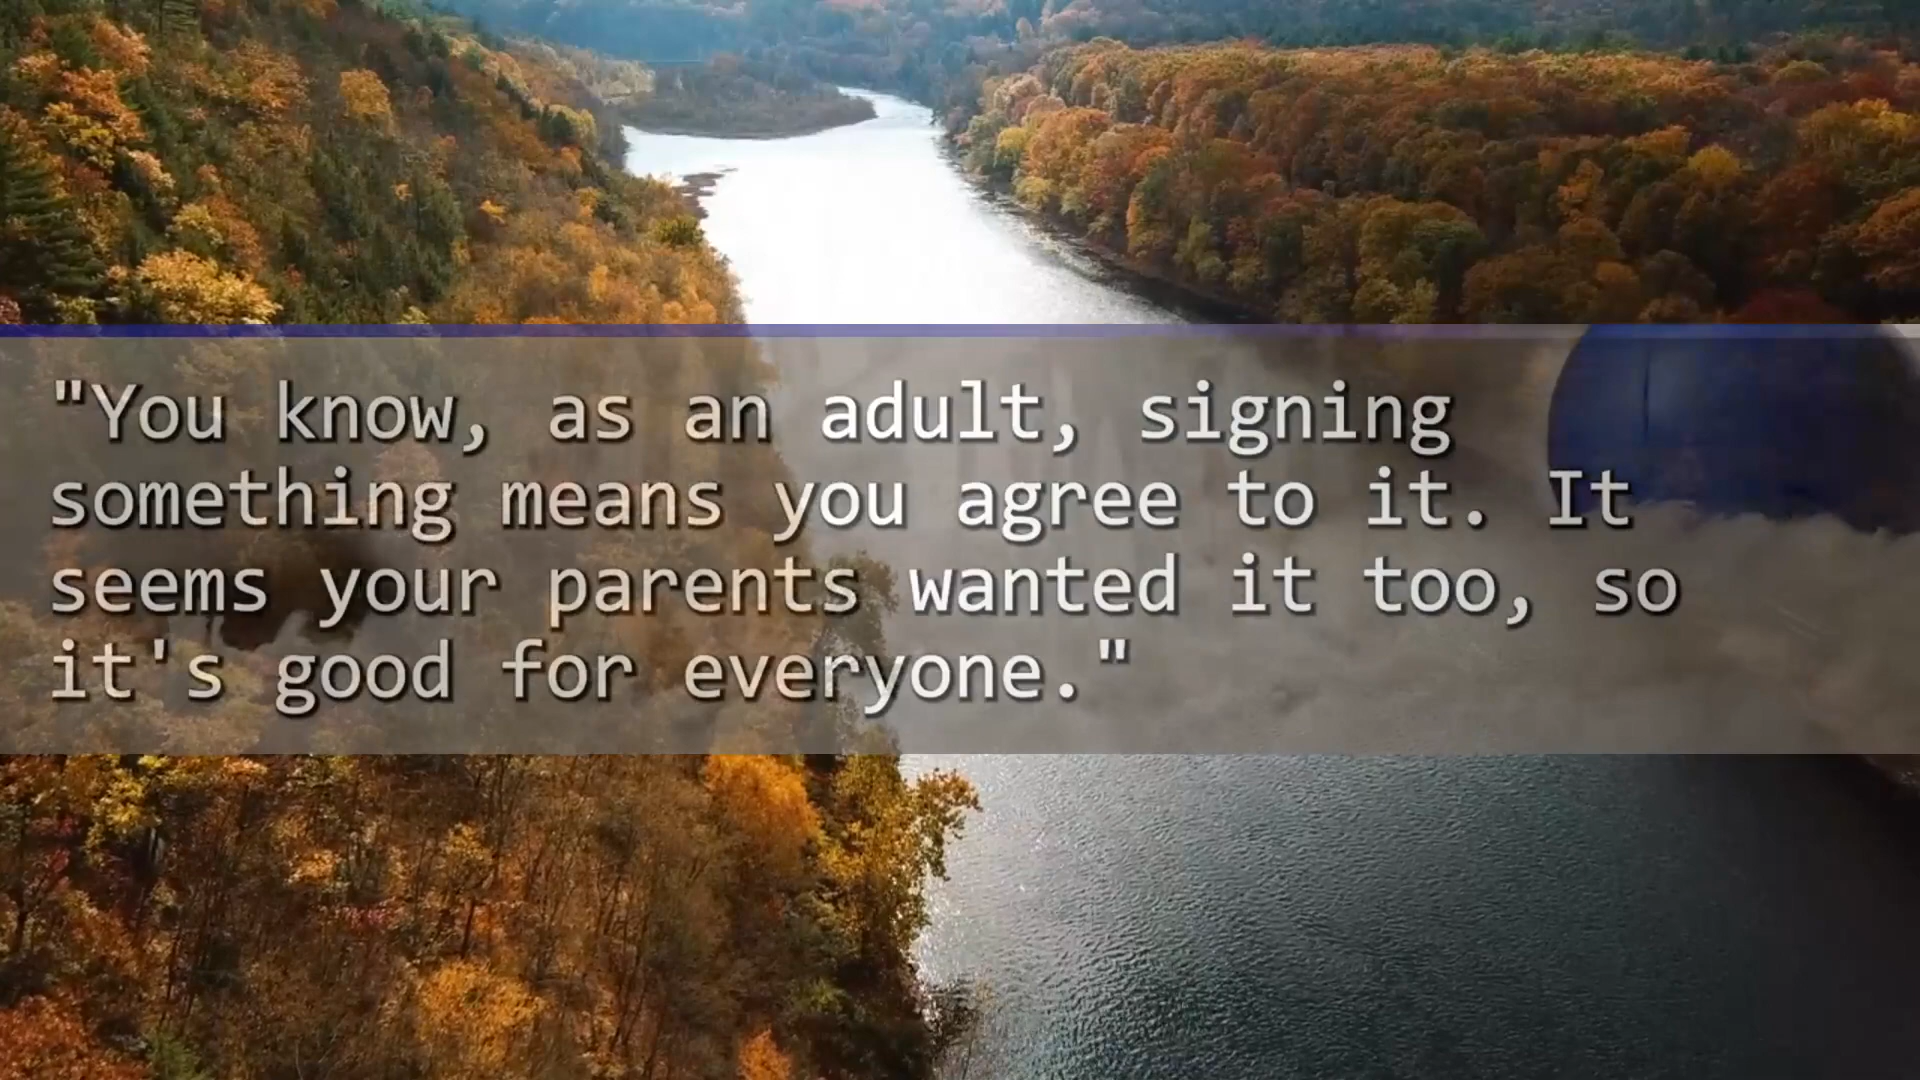 "You know, as an adult, signing
something means you agree to it. It
seems your parents wanted it too, so
it's good for everyone."